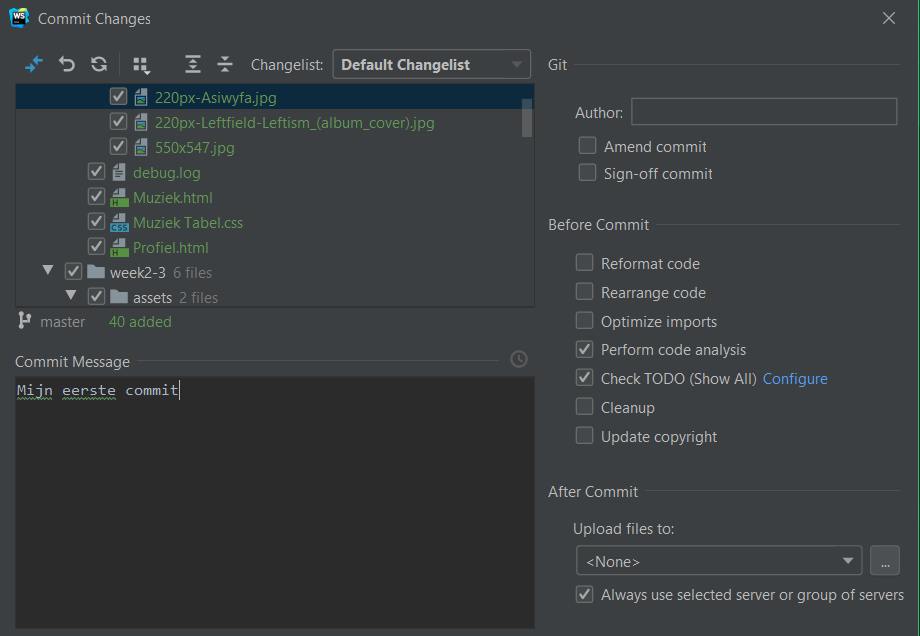 WS Commit Changes
Changelist: Default Changelist
220px-Asiwyfa.jpg
220px-Leftfield-Leftism_(album_cover).jpg
550x547.jpg
debug.log
H Muziek.html
CSS Muziek Tabel.css
H Profiel.html
week2-3 6 files
assets 2 files
master 40 added
Commit Message
Mijn eerste commit
Git
Author:
Amend commit
Sign-off commit
Before Commit
Reformat code
Rearrange code
Optimize imports
Perform code analysis
Check TODO (Show All) Configure
Cleanup
Update copyright
After Commit
Upload files to:
<None> ...
Always use selected server or group of servers